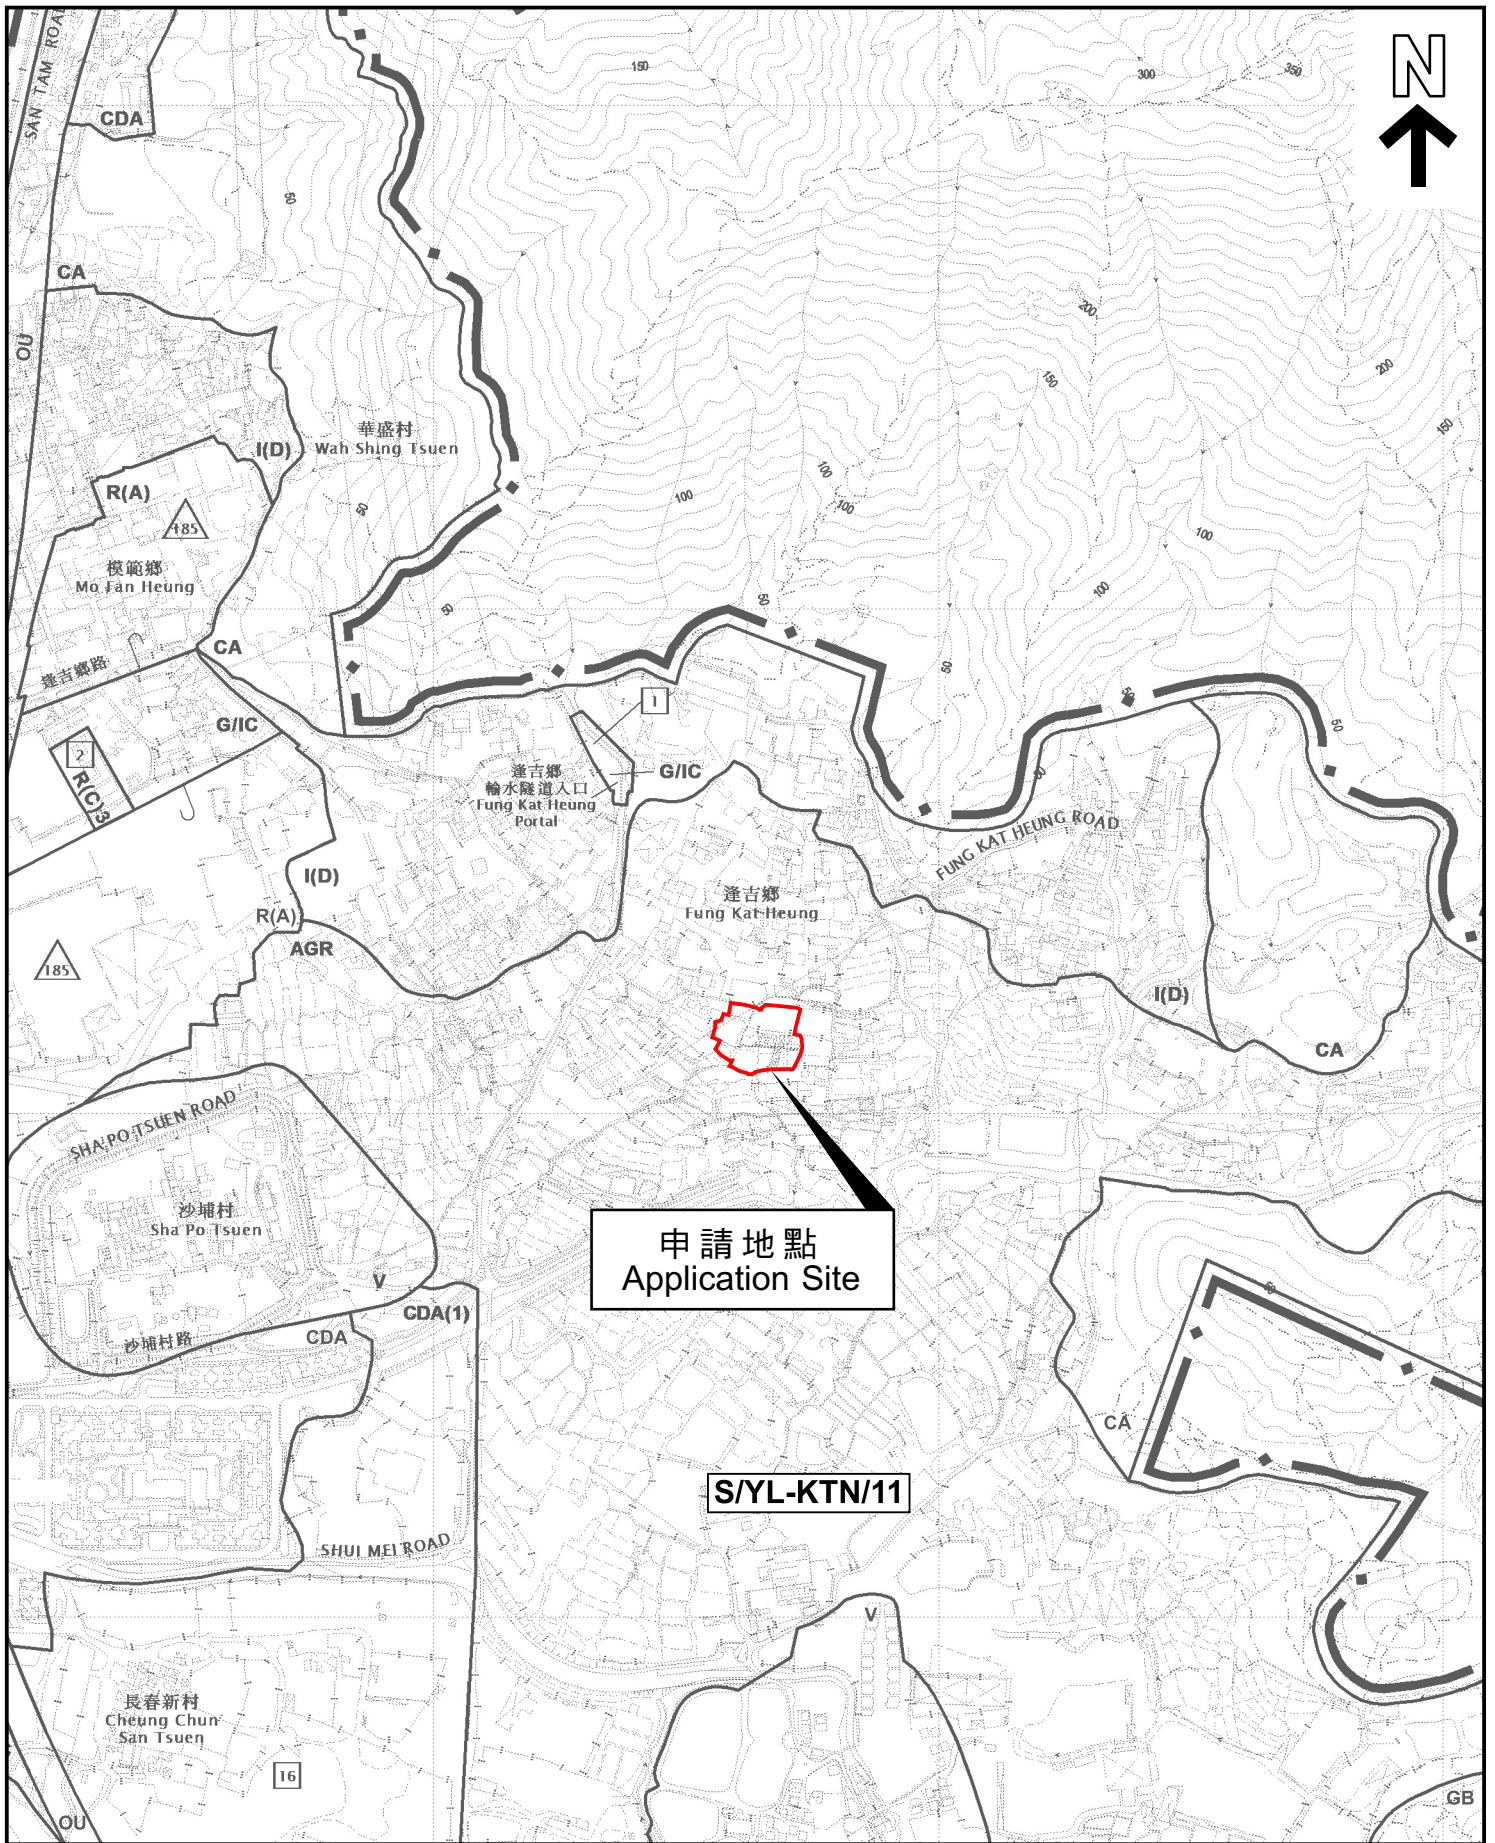 SAN TAM ROAD
CDA
150
300
350
N
50
CA
OU
200
200
150
150
華盛村
Wah Shing Tsuen
I(D)
R(A)
185
100
100
100
50
100
模範鄉
Mo Fan Heung
50
50
100
CA
逢吉鄉路
50
50
1
G/IC
50
2
R(C)3
逢吉鄉
輸水隧道入口
Fung Kat Heung
Portal
G/IC
50
FUNG KAT HEUNG ROAD
I(D)
逢吉鄉
Fung Kat Heung
R(A)
AGR
185
I(D)
CA
SHA PO TSUEN ROAD
沙埔村
Sha Po Tsuen
申請地點
Application Site
V
CDA(1)
50
沙埔村路
CDA
CA
S/YL-KTN/11
SHUI MEI ROAD
V
長春新村
Cheung Chun
San Tsuen
16
OU
GB